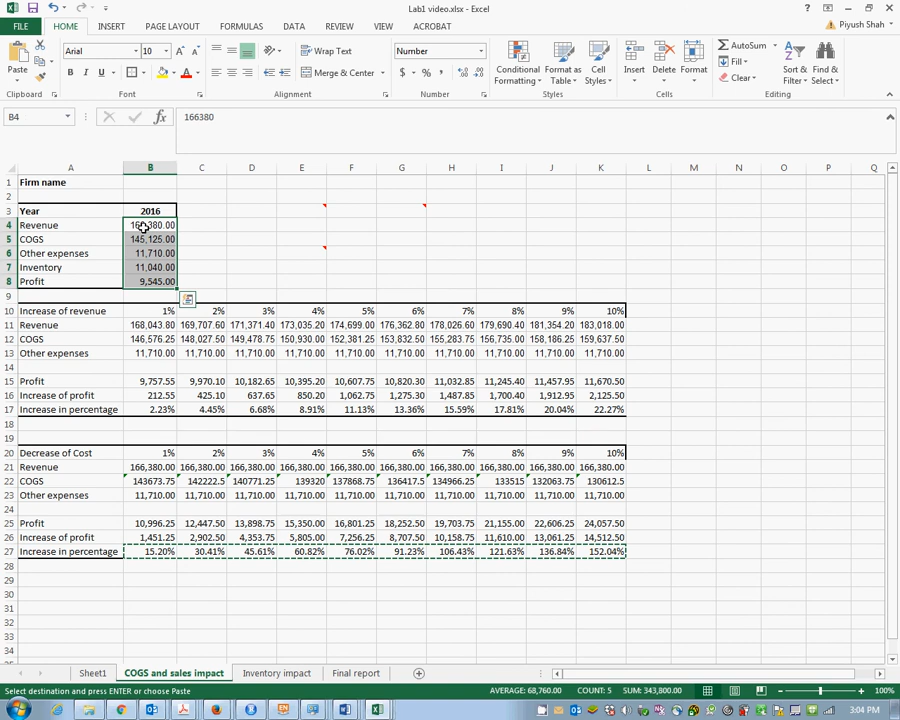 Lab1 video.xlsx - Excel
FILE HOME INSERT PAGE LAYOUT FORMULAS DATA REVIEW VIEW ACROBAT Piyush Shah
Paste Arial 10 Wrap Text Number Conditional Formatting Format as Table Cell Styles Insert Delete Format AutoSum Fill Clear Sort & Filter Find & Select
B I U Merge & Center $ %
Clipboard Font Alignment Number Styles Cells Editing
B4 fx 166380
A B C D E F G H I J K L M N O P Q
1 Firm name
2
3 Year 2016
4 Revenue 166,380.00
5 COGS 145,125.00
6 Other expenses 11,710.00
7 Inventory 11,040.00
8 Profit 9,545.00
9
10 Increase of revenue 1% 2% 3% 4% 5% 6% 7% 8% 9% 10%
11 Revenue 168,043.80 169,707.60 171,371.40 173,035.20 174,699.00 176,362.80 178,026.60 179,690.40 181,354.20 183,018.00
12 COGS 146,576.25 148,027.50 149,478.75 150,930.00 152,381.25 153,832.50 155,283.75 156,735.00 158,186.25 159,637.50
13 Other expenses 11,710.00 11,710.00 11,710.00 11,710.00 11,710.00 11,710.00 11,710.00 11,710.00 11,710.00 11,710.00
14
15 Profit 9,757.55 9,970.10 10,182.65 10,395.20 10,607.75 10,820.30 11,032.85 11,245.40 11,457.95 11,670.50
16 Increase of profit 212.55 425.10 637.65 850.20 1,062.75 1,275.30 1,487.85 1,700.40 1,912.95 2,125.50
17 Increase in percentage 2.23% 4.45% 6.68% 8.91% 11.13% 13.36% 15.59% 17.81% 20.04% 22.27%
18
19
20 Decrease of Cost 1% 2% 3% 4% 5% 6% 7% 8% 9% 10%
21 Revenue 166,380.00 166,380.00 166,380.00 166,380.00 166,380.00 166,380.00 166,380.00 166,380.00 166,380.00 166,380.00
22 COGS 143673.75 142222.5 140771.25 139320 137868.75 136417.5 134966.25 133515 132063.75 130612.5
23 Other expenses 11,710.00 11,710.00 11,710.00 11,710.00 11,710.00 11,710.00 11,710.00 11,710.00 11,710.00 11,710.00
24
25 Profit 10,996.25 12,447.50 13,898.75 15,350.00 16,801.25 18,252.50 19,703.75 21,155.00 22,606.25 24,057.50
26 Increase of profit 1,451.25 2,902.50 4,353.75 5,805.00 7,256.25 8,707.50 10,158.75 11,610.00 13,061.25 14,512.50
27 Increase in percentage 15.20% 30.41% 45.61% 60.82% 76.02% 91.23% 106.43% 121.63% 136.84% 152.04%
28
29
30
31
32
33
34
Sheet1 COGS and sales impact Inventory impact Final report
Select destination and press ENTER or choose Paste AVERAGE: 68,760.00 COUNT: 5 SUM: 343,800.00 100%
3:04 PM